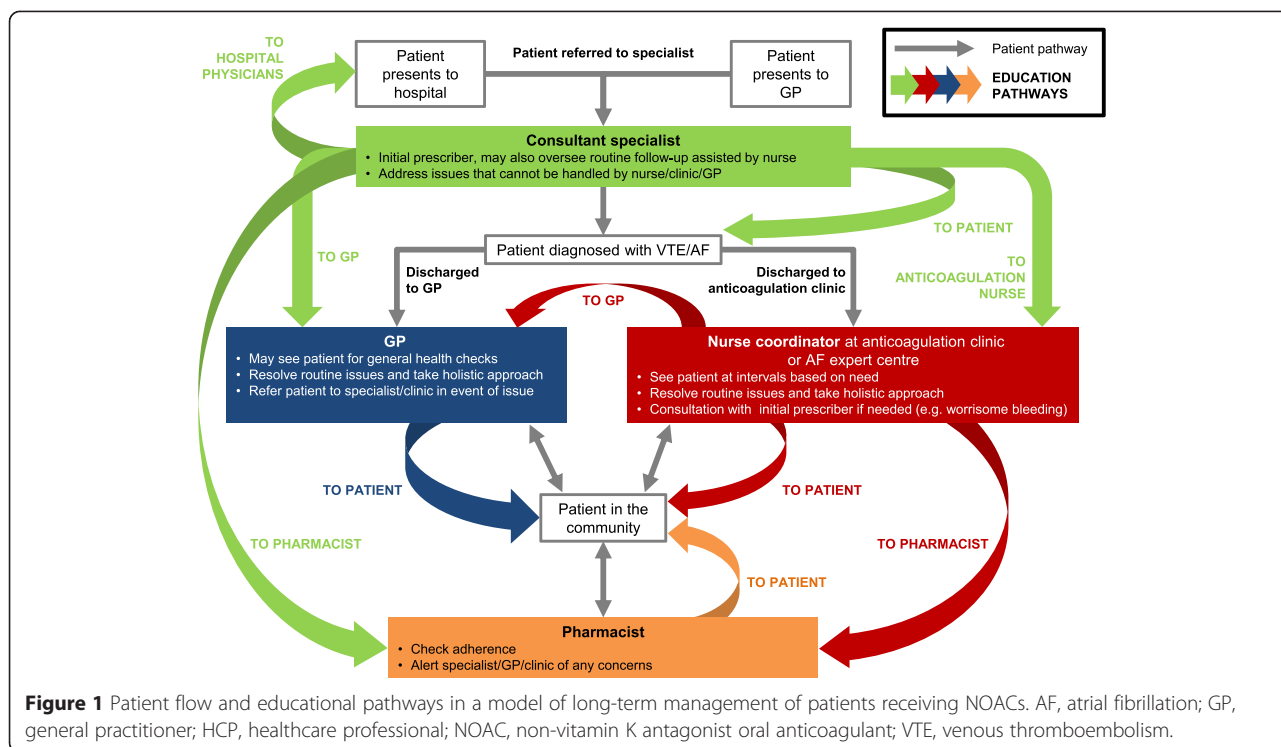 TO
HOSPITAL
PHYSICIANS
Patient
presents to
hospital
Patient referred to specialist
Patient
presents to
GP
Patient pathway
EDUCATION
PATHWAYS
Consultant specialist
• Initial prescriber, may also oversee routine follow-up assisted by nurse
• Address issues that cannot be handled by nurse/clinic/GP
TO GP
TO PATIENT
TO
ANTICOAGULATION
NURSE
Patient diagnosed with VTE/AF
Discharged
to GP
Discharged to
anticoagulation clinic
TO GP
GP
• May see patient for general health checks
• Resolve routine issues and take holistic approach
• Refer patient to specialist/clinic in event of issue
Nurse coordinator at anticoagulation clinic
or AF expert centre
• See patient at intervals based on need
• Resolve routine issues and take holistic approach
• Consultation with initial prescriber if needed (e.g. worrisome bleeding)
TO PATIENT
Patient in the
community
TO PATIENT
TO PHARMACIST
TO PHARMACIST
TO PATIENT
Pharmacist
• Check adherence
• Alert specialist/GP/clinic of any concerns
Figure 1 Patient flow and educational pathways in a model of long-term management of patients receiving NOACs. AF, atrial fibrillation; GP,
general practitioner; HCP, healthcare professional; NOAC, non-vitamin K antagonist oral anticoagulant; VTE, venous thromboembolism.